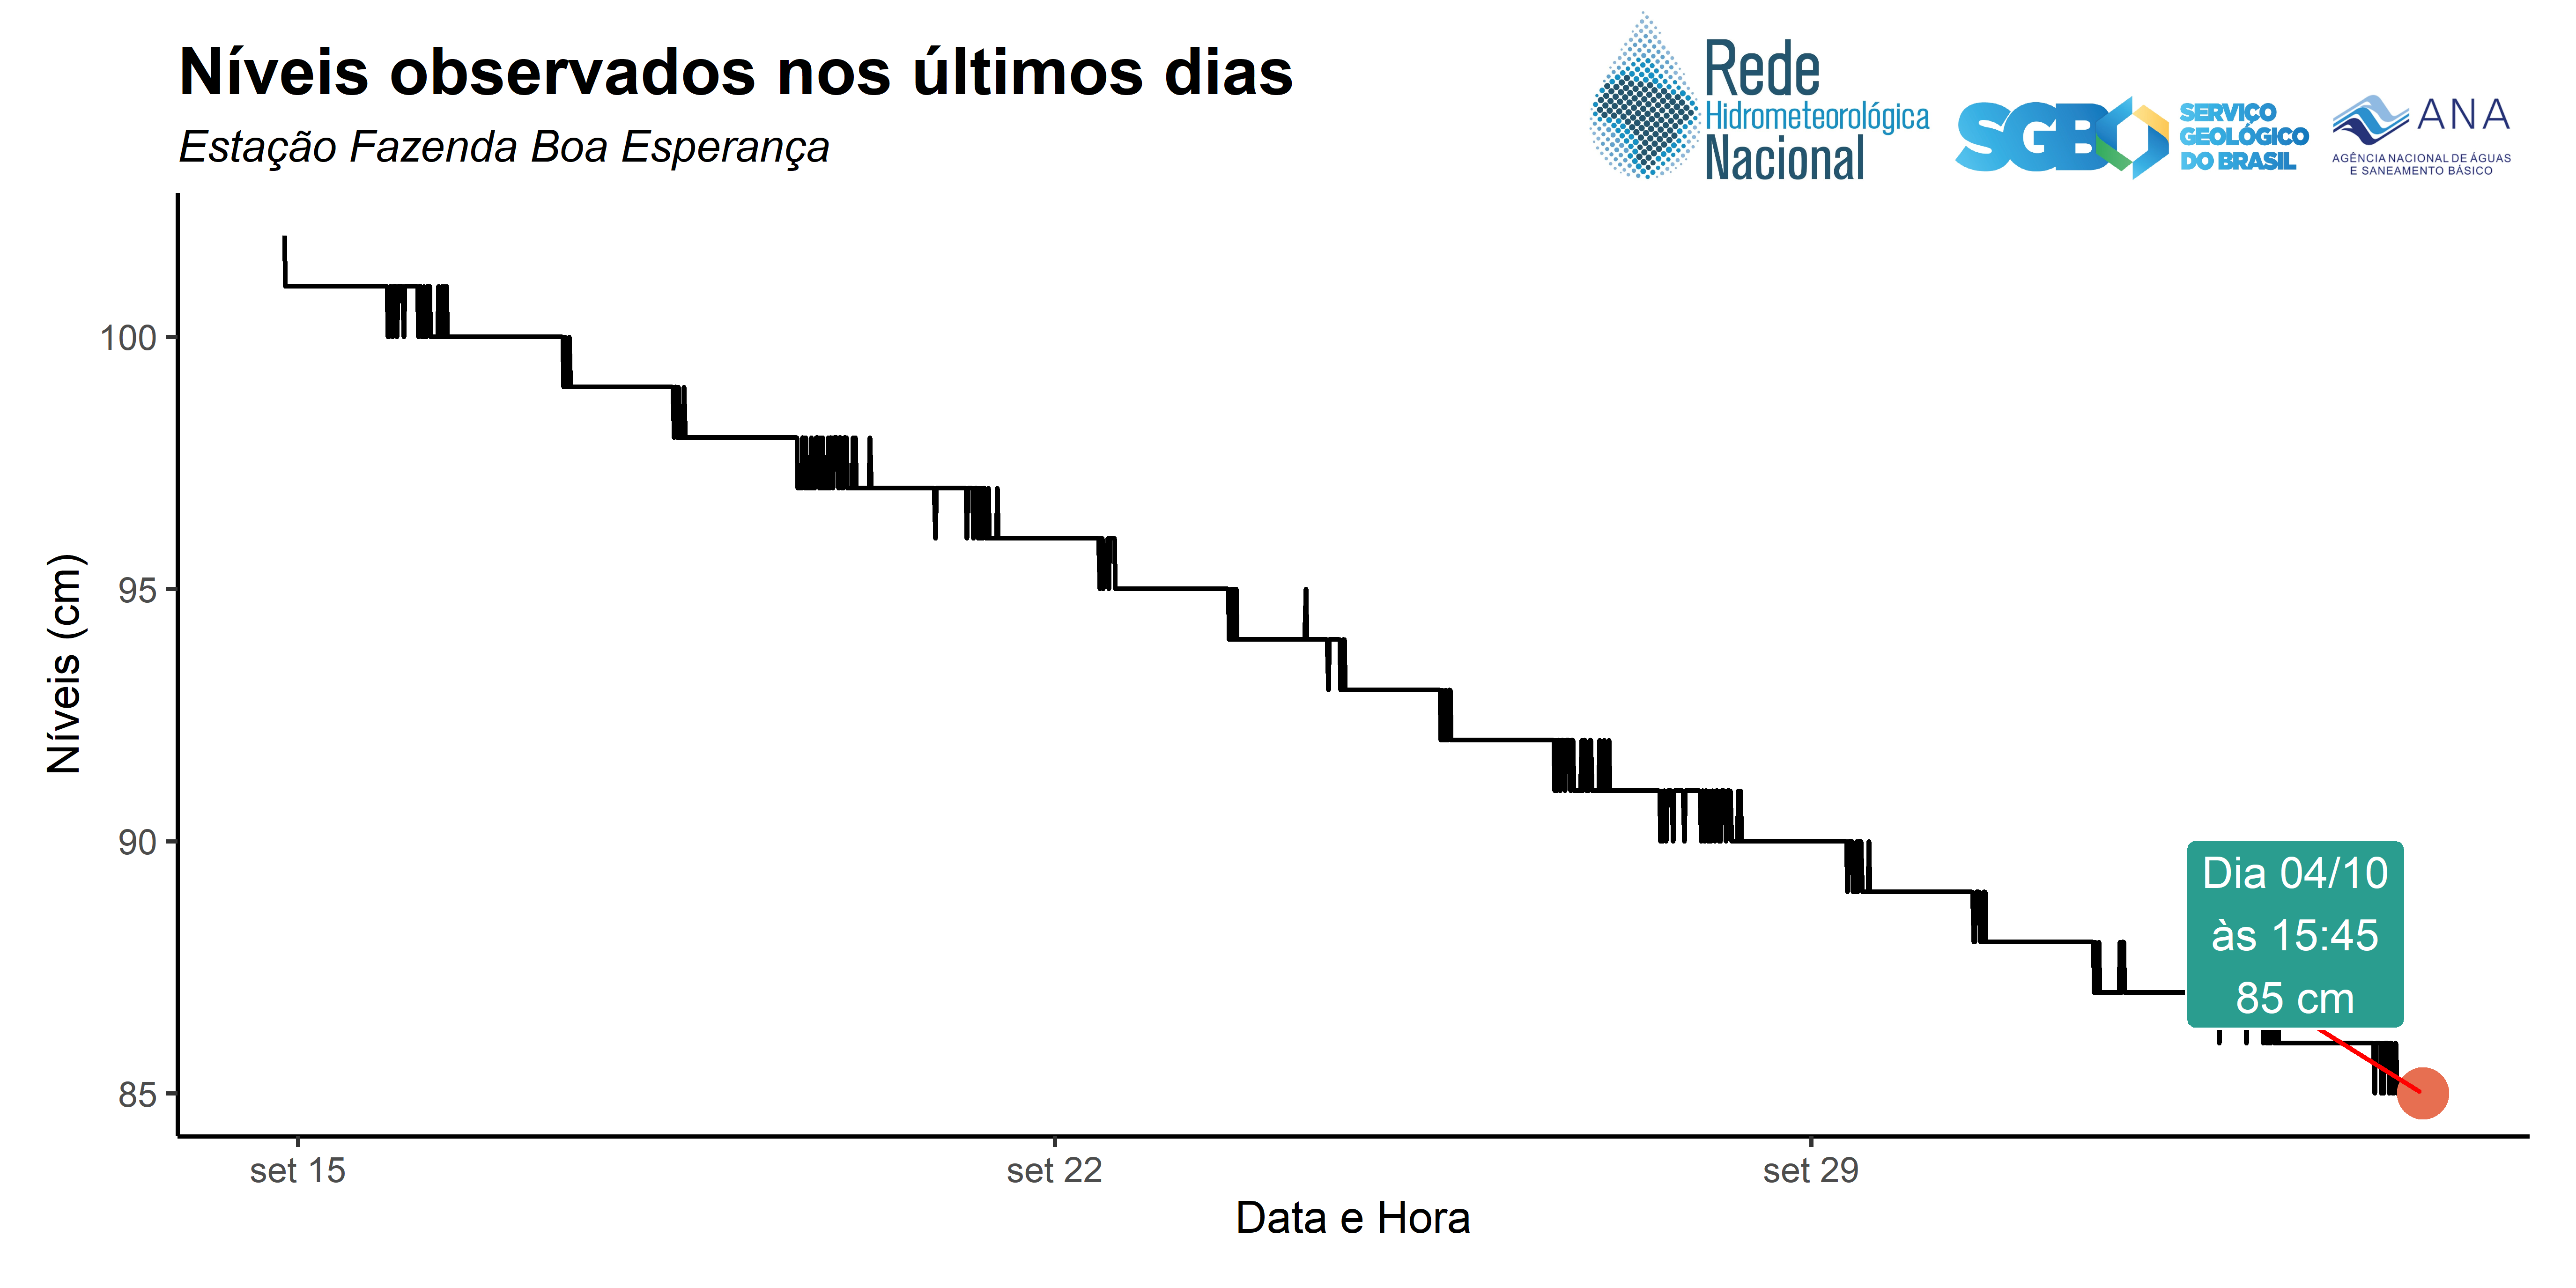 Níveis observados nos últimos dias
Estação Fazenda Boa Esperança
Rede
Hidrometeorológica
Nacional
SGB
SERVIÇO
GEOLÓGICO
DO BRASIL
ANA
AGÊNCIA NACIONAL DE ÁGUAS
E SANEAMENTO BÁSICO
Níveis (cm)
100
95
90
85
Dia 04/10
às 15:45
85 cm
set 15
set 22
set 29
Data e Hora